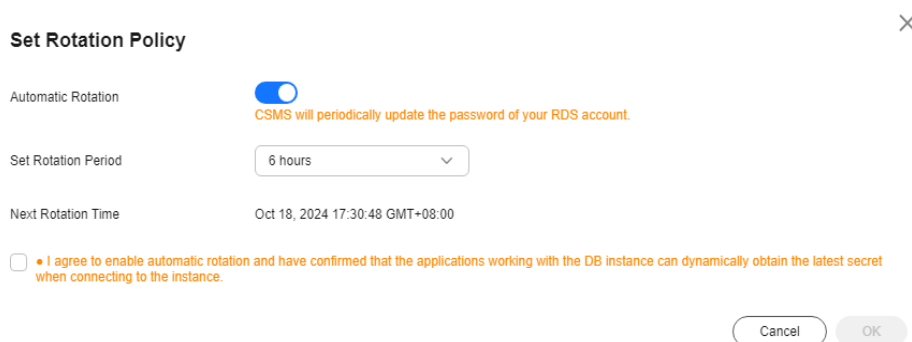 Set Rotation Policy
Automatic Rotation
CSMS will periodically update the password of your RDS account.
Set Rotation Period
6 hours
Next Rotation Time
Oct 18, 2024 17:30:48 GMT+08:00
● I agree to enable automatic rotation and have confirmed that the applications working with the DB instance can dynamically obtain the latest secret
when connecting to the instance.
Cancel
OK